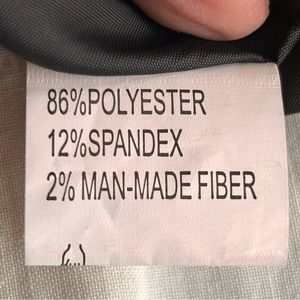 86%POLYESTER
12%SPANDEX
2% MAN-MADE FIBER